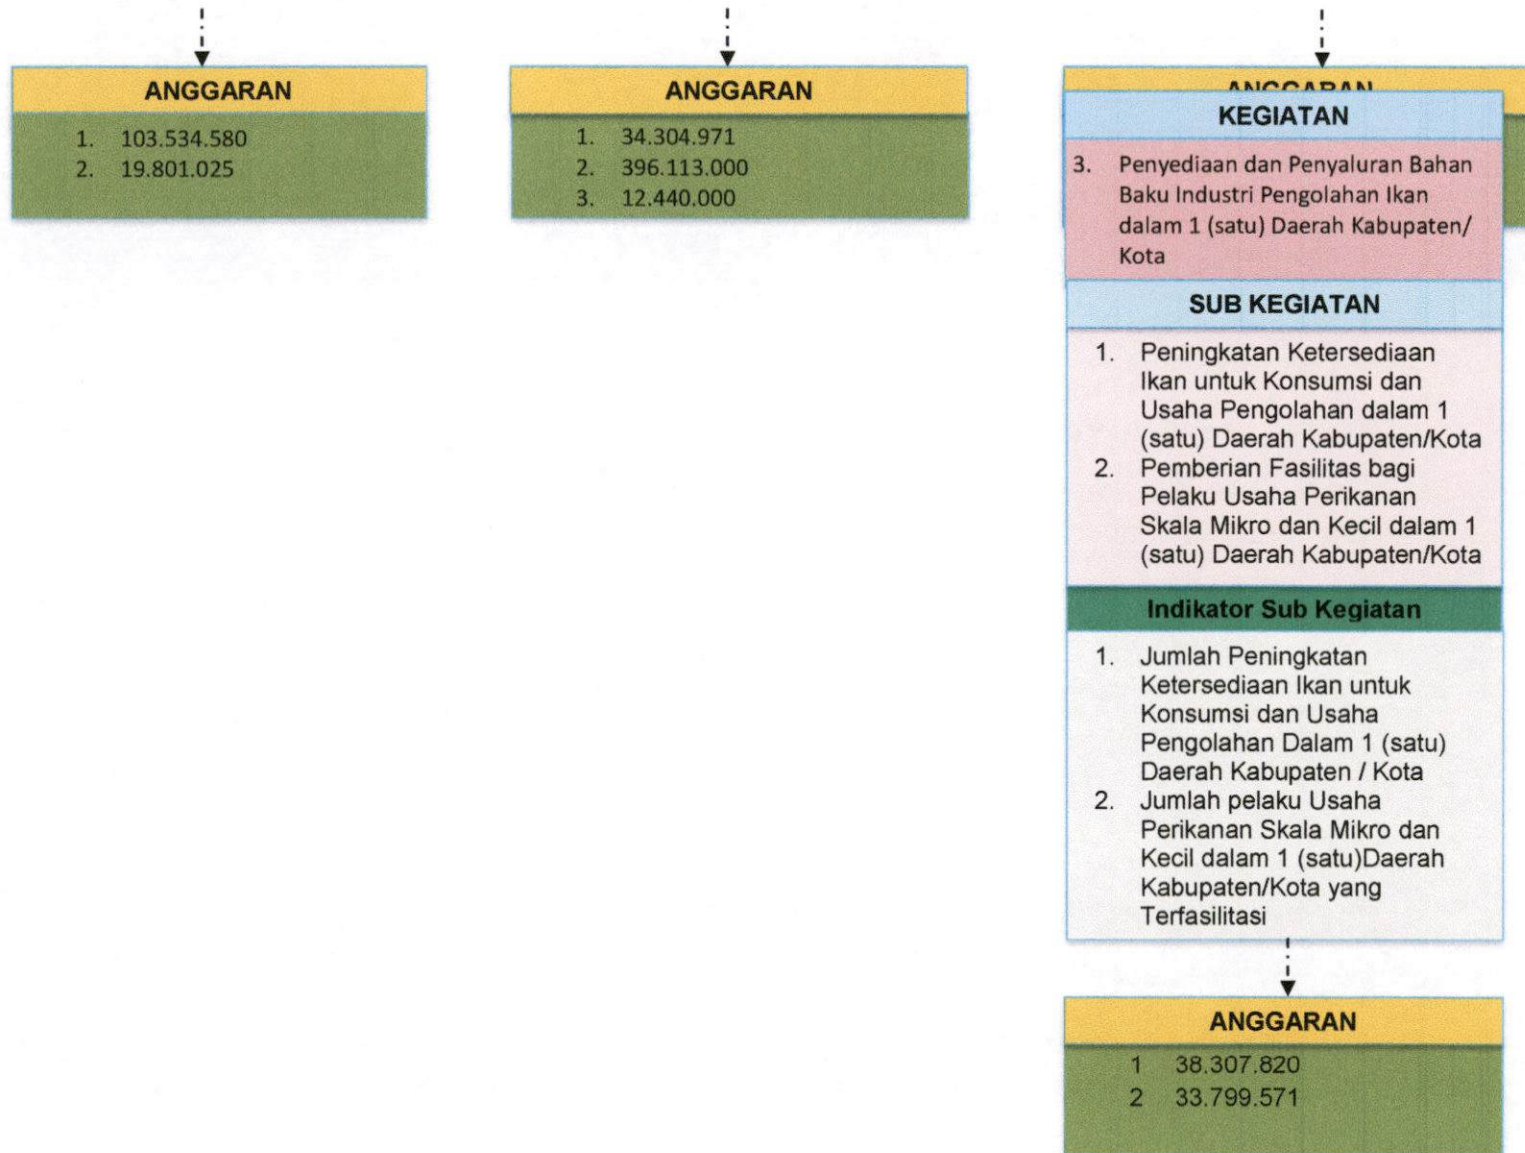 ANGGARAN
1. 103.534.580
2. 19.801.025
ANGGARAN
1. 34.304.971
2. 396.113.000
3. 12.440.000
ANGGARAN
KEGIATAN
3. Penyediaan dan Penyaluran Bahan
Baku Industri Pengolahan Ikan
dalam 1 (satu) Daerah Kabupaten/
Kota
SUB KEGIATAN
1. Peningkatan Ketersediaan
Ikan untuk Konsumsi dan
Usaha Pengolahan dalam 1
(satu) Daerah Kabupaten/Kota
2. Pemberian Fasilitas bagi
Pelaku Usaha Perikanan
Skala Mikro dan Kecil dalam 1
(satu) Daerah Kabupaten/Kota
Indikator Sub Kegiatan
1. Jumlah Peningkatan
Ketersediaan Ikan untuk
Konsumsi dan Usaha
Pengolahan Dalam 1 (satu)
Daerah Kabupaten / Kota
2. Jumlah pelaku Usaha
Perikanan Skala Mikro dan
Kecil dalam 1 (satu)Daerah
Kabupaten/Kota yang
Terfasilitasi
ANGGARAN
1 38.307.820
2 33.799.571